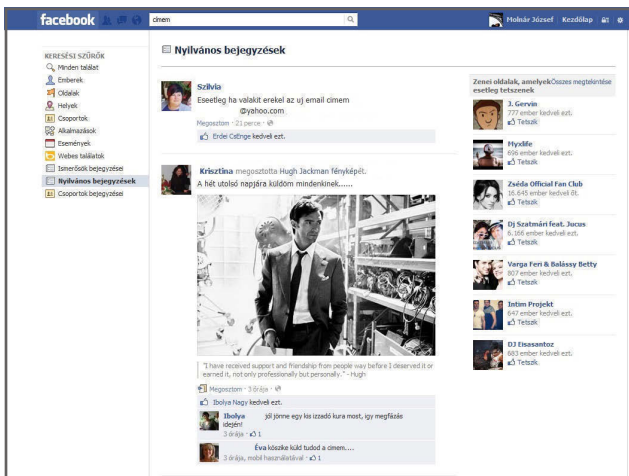 facebook
cimem
Molnár József Kezdőlap
KERESÉSI SZŰRŐK
Minden találat
Emberek
Oldalak
Helyek
Csoportok
Alkalmazások
Események
Webes találatok
Ismerősök bejegyzései
Nyilvános bejegyzések
Csoportok bejegyzései
Nyilvános bejegyzések
Szilvia
Eseetleg ha valakit erekel az uj email cimem
@yahoo.com
Megosztom · 21 perce ·
Erdei CsEnge kedveli ezt.
Krisztina megosztotta Hugh Jackman fényképét.
A hét utolsó napjára küldöm mindenkinek......
"I have received support and friendship from people way before I deserved it or
earned it, not only professionally but personally." - Hugh
Megosztom · 3 órája ·
Ibolya Nagy kedveli ezt.
Ibolya jól jönne egy kis izzadó kura most, igy megfázás
idején!
3 órája · 1
Éva köszike küld tudod a cimem....
3 órája, mobil használatával · 1
Zenei oldalak, amelyek Összes megtekintése
esetleg tetszenek
J. Gervin
777 ember kedveli ezt.
Tetszik
Myxlife
696 ember kedveli ezt.
Tetszik
Zséda Official Fan Club
16.645 ember kedveli őt.
Tetszik
Dj Szatmári feat. Jucus
6.166 ember kedveli ezt.
Tetszik
Varga Feri & Balássy Betty
807 ember kedveli ezt.
Tetszik
Intim Projekt
647 ember kedveli ezt.
Tetszik
DJ Eisasantoz
683 ember kedveli ezt.
Tetszik